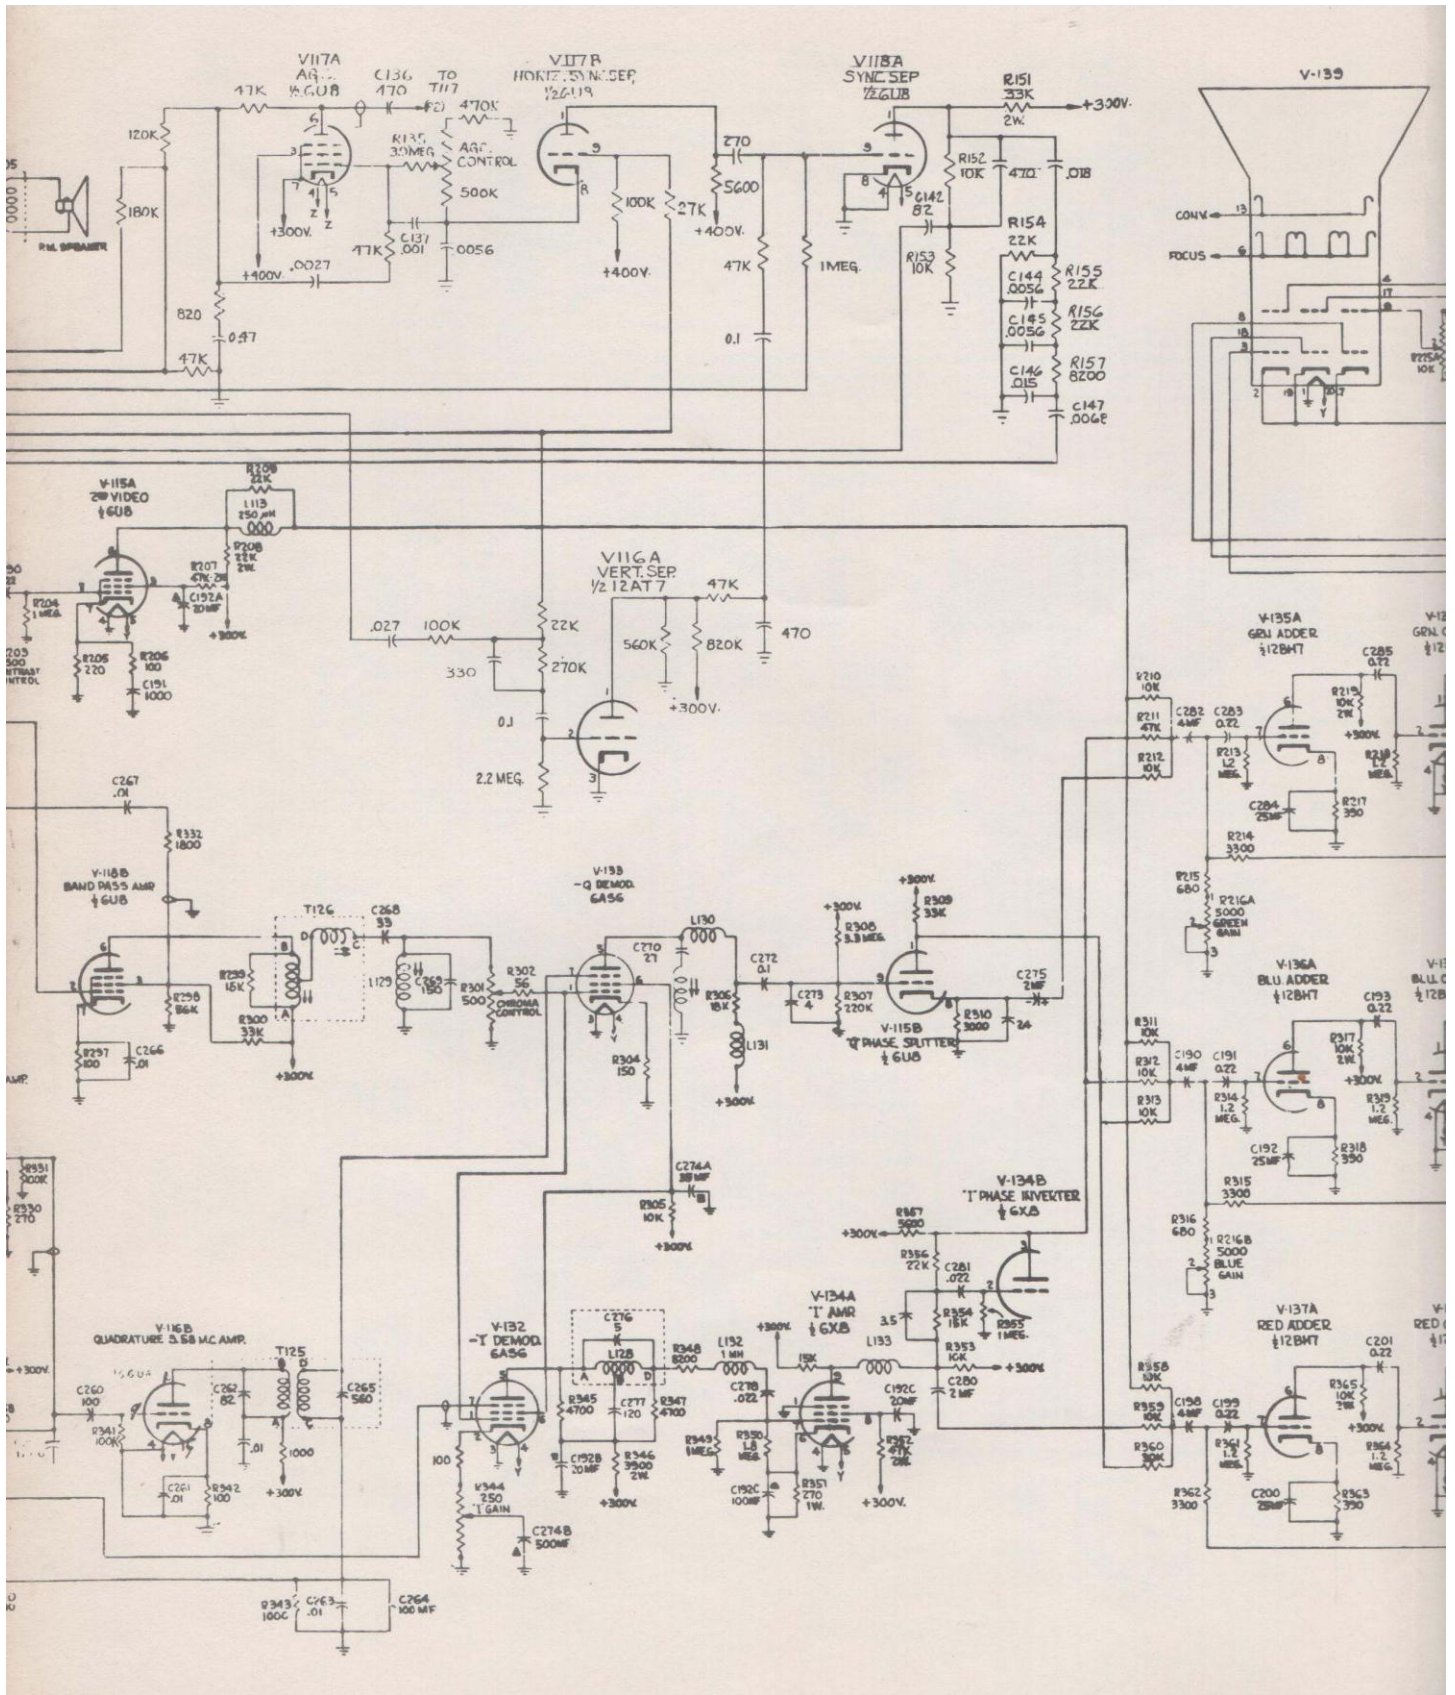 V117A
47K
C136
470
TO
T117
470K
120K
180K
P.M. SPEAKER
R135
AGC
CONTROL
500K
+300V.
+400V.
.0027
47K
C137
.001
.0056
820
0.47
47K
V117B
HORIZ. SYNC. SEP.
100K
27K
+400V.
270
5600
+400V.
47K
0.1
1MEG.
V118A
SYNC. SEP.
1/2 6U8
R151
33K
2W.
+300V.
R152
10K
470
.018
C142
82
R153
10K
R154
22K
C144
.0056
R155
22K
C145
.0056
R156
22K
C146
.015
R157
8200
C147
V-139
CONV.
13
FOCUS
6
R225A
10K
V-115A
2ND VIDEO
½ 6U8
R209
22K
L113
250 μH
R208
22K
2W.
R207
47K-2W
C192A
20MF
+300V.
R204
1 MEG.
R205
220
R206
100
C191
1000
V116A
VERT. SEP.
1/2 12AT7
47K
560K
820K
470
+300V.
.027
100K
330
22K
270K
0.1
2.2 MEG.
V-135A
GRN ADDER
½ 12BH7
C285
0.22
R210
10K
R211
47K
R212
10K
C282
4MF
C283
0.22
R213
1.2
MEG.
R219
10K
2W.
+300V.
R218
1.2
MEG.
C284
25MF
R217
390
R214
3300
R215
680
R216A
5000
GREEN
GAIN
C267
.01
R332
1800
V-118B
BAND PASS AMP.
½ 6U8
T126
C268
33
R299
15K
L129
C269
150
R301
500
R302
56
CHROMA
CONTROL
R298
56K
R300
33K
R297
100
C266
.01
+300V.
V-133
-Q DEMOD.
6AS6
C270
27
L130
R304
150
R306
18K
L131
+300V.
C272
0.1
C273
4
+300V.
R308
3.3 MEG.
R307
220K
+300V.
R309
33K
V-115B
"Q" PHASE SPLITTER
½ 6U8
R310
3000
24
C275
2MF
V-136A
BLU. ADDER
½ 12BH7
C193
0.22
R311
10K
R312
10K
R313
10K
C190
4MF
C191
0.22
R314
1.2
MEG.
R317
10K
2W.
+300V.
R319
1.2
MEG.
C192
25MF
R318
390
R315
3300
R316
680
R216B
5000
BLUE
GAIN
R331
100K
R330
270
C274A
R305
10K
+300V.
V-134B
"I" PHASE INVERTER
½ 6X8
+300V.
R357
5600
R356
22K
C281
.022
3.5
R354
15K
R355
1 MEG.
R353
10K
+300V.
C280
2MF
V-134A
"I" AMP.
½ 6X8
+300V.
15K
L133
C192C
20MF
R352
47K
2W.
+300V.
R351
270
1W.
C192C
100MF
V-116B
QUADRATURE 3.58 M.C. AMP.
T125
+300V.
C260
100
R341
100K
C262
82
.01
1000
+300V.
C265
560
C261
.01
R342
100
V-132
-"I" DEMOD.
6AS6
C276
5
L128
R345
4700
C277
120
R347
4700
R348
8200
L132
1 MH
C278
.022
R349
1 MEG.
R350
1.8
MEG.
C192B
20MF
R346
3900
2W.
+300V.
100
R344
250
"I" GAIN
C274B
500MF
R343
C263
.01
C264
100 MF
V-137A
RED ADDER
½ 12BH7
C201
0.22
R358
10K
R359
10K
R360
C198
4MF
C199
0.22
R361
1.2
MEG.
R362
3300
R365
10K
2W.
+300V.
R364
1.2
MEG.
C200
25MF
R363
390